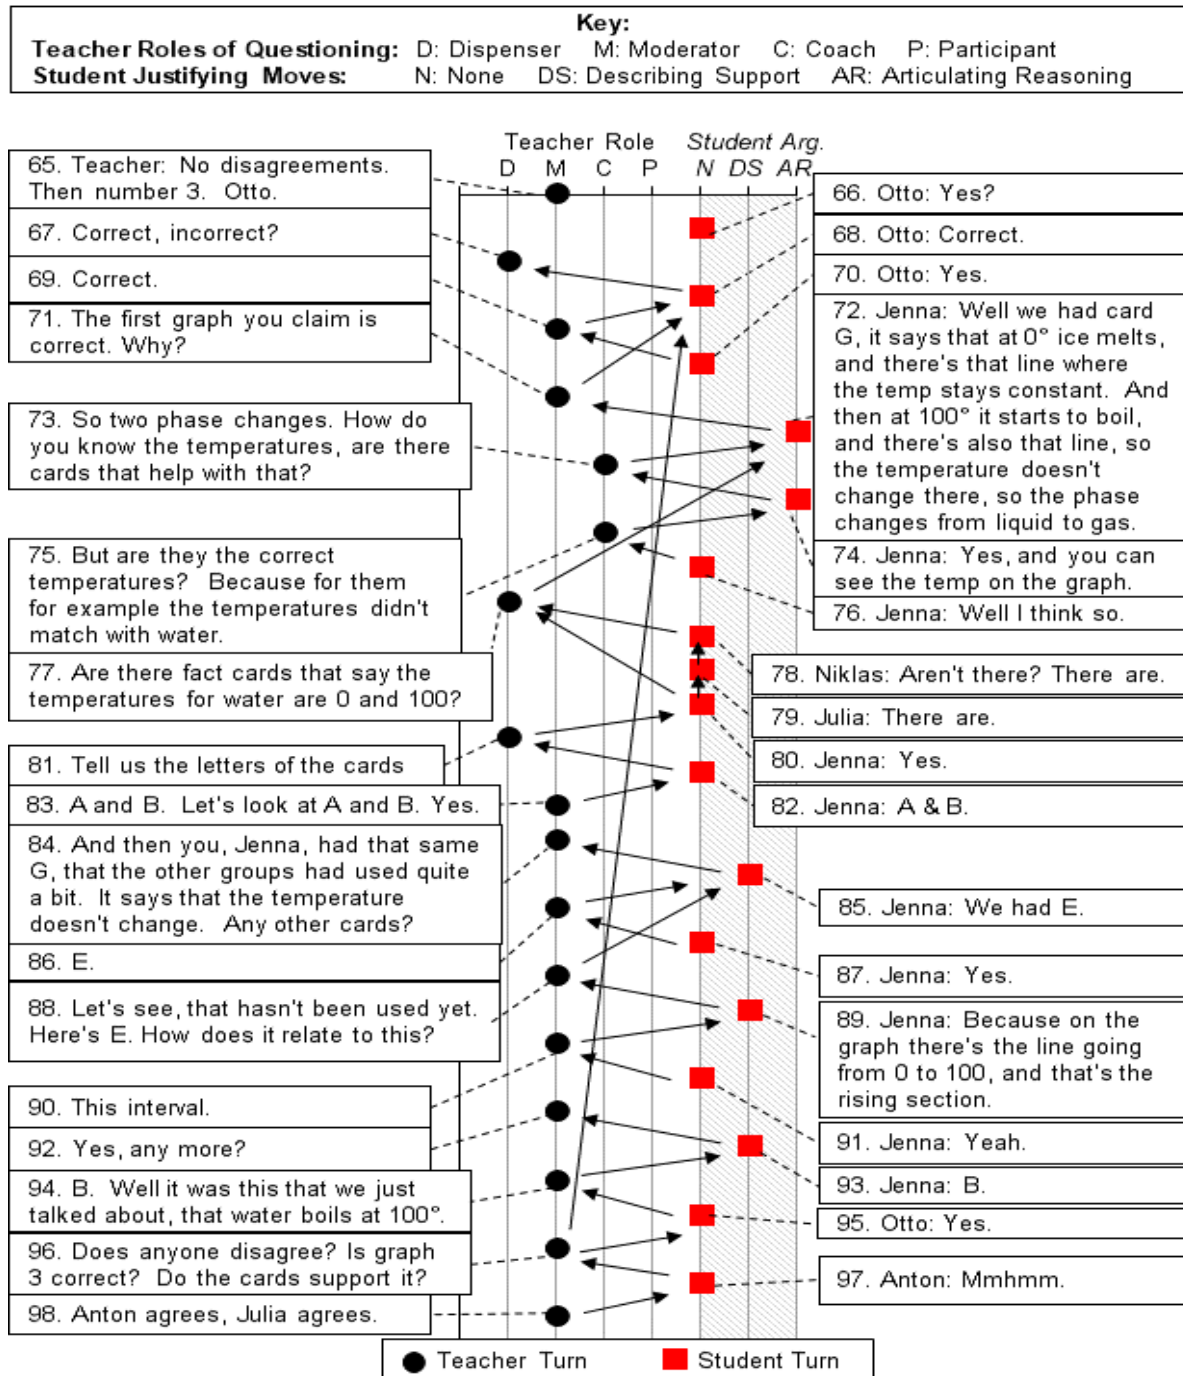 Key:
Teacher Roles of Questioning: D: Dispenser M: Moderator C: Coach P: Participant
Student Justifying Moves: N: None DS: Describing Support AR: Articulating Reasoning
Teacher Role Student Arg.
D M C P N DS AR
65. Teacher: No disagreements.
Then number 3. Otto.
67. Correct, incorrect?
69. Correct.
71. The first graph you claim is
correct. Why?
73. So two phase changes. How do
you know the temperatures, are there
cards that help with that?
75. But are they the correct
temperatures? Because for them
for example the temperatures didn't
match with water.
77. Are there fact cards that say the
temperatures for water are 0 and 100?
81. Tell us the letters of the cards
83. A and B. Let's look at A and B. Yes.
84. And then you, Jenna, had that same
G, that the other groups had used quite
a bit. It says that the temperature
doesn't change. Any other cards?
86. E.
88. Let's see, that hasn't been used yet.
Here's E. How does it relate to this?
90. This interval.
92. Yes, any more?
94. B. Well it was this that we just
talked about, that water boils at 100°.
96. Does anyone disagree? Is graph
3 correct? Do the cards support it?
98. Anton agrees, Julia agrees.
66. Otto: Yes?
68. Otto: Correct.
70. Otto: Yes.
72. Jenna: Well we had card
G, it says that at 0° ice melts,
and there's that line where
the temp stays constant. And
then at 100° it starts to boil,
and there's also that line, so
the temperature doesn't
change there, so the phase
changes from liquid to gas.
74. Jenna: Yes, and you can
see the temp on the graph.
76. Jenna: Well I think so.
78. Niklas: Aren't there? There are.
79. Julia: There are.
80. Jenna: Yes.
82. Jenna: A & B.
85. Jenna: We had E.
87. Jenna: Yes.
89. Jenna: Because on the
graph there's the line going
from 0 to 100, and that's the
rising section.
91. Jenna: Yeah.
93. Jenna: B.
95. Otto: Yes.
97. Anton: Mmhmm.
Teacher Turn Student Turn